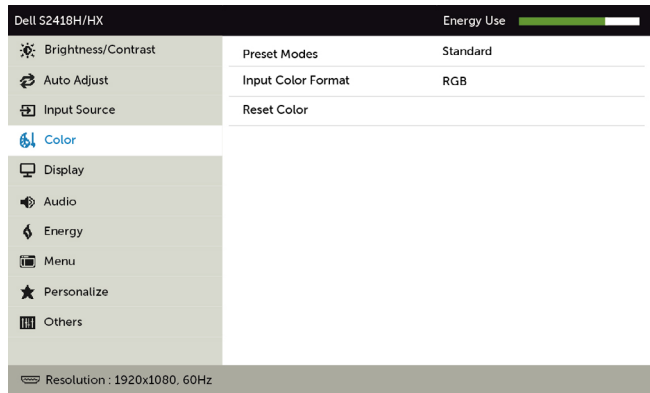 Dell S2418H/HX Energy Use
Brightness/Contrast
Auto Adjust
Input Source
Color
Display
Audio
Energy
Menu
Personalize
Others
Preset Modes Standard
Input Color Format RGB
Reset Color
Resolution : 1920x1080, 60Hz